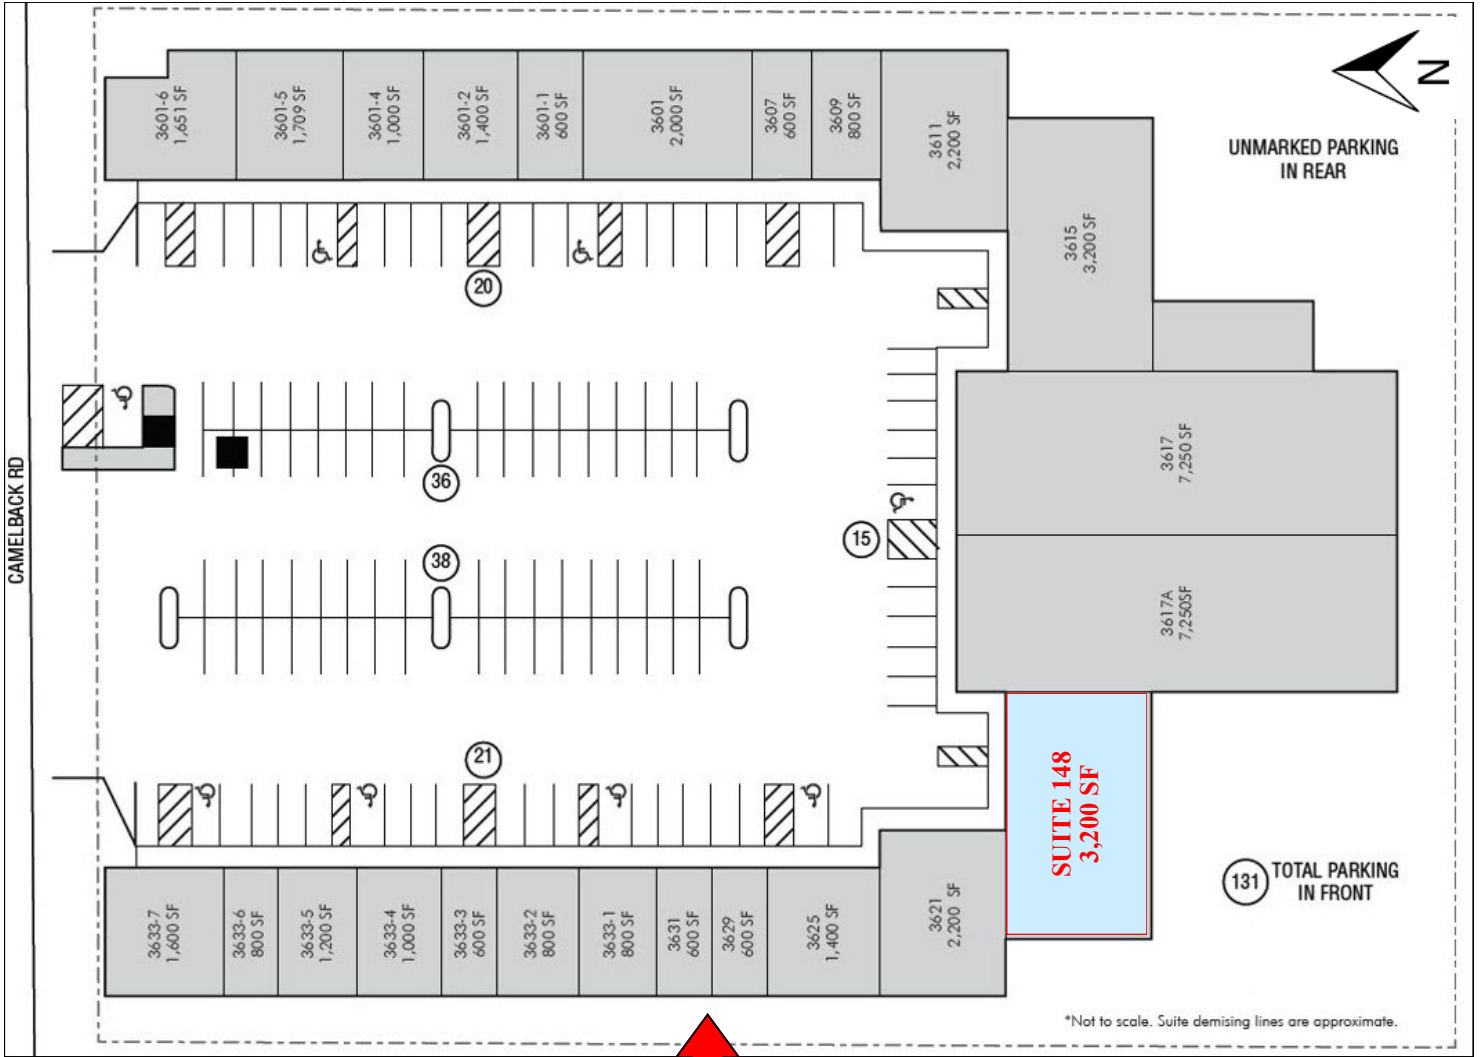 3601-6
1,651 SF
3601-5
1,709 SF
3601-4
1,000 SF
3601-2
1,400 SF
3601-1
600 SF
3601
2,000 SF
3607
600 SF
3609
800 SF
3611
2,200 SF
N
UNMARKED PARKING
IN REAR
3615
3,200 SF
20
36
CAMELBACK RD
3617
7,250 SF
15
38
3617A
7,250SF
21
SUITE 148
3,200 SF
131
TOTAL PARKING
IN FRONT
3633-7
1,600 SF
3633-6
800 SF
3633-5
1,200 SF
3633-4
1,000 SF
3633-3
600 SF
3633-2
800 SF
3633-1
800 SF
3631
600 SF
3629
600 SF
3625
1,400 SF
3621
2,200 SF
*Not to scale. Suite demising lines are approximate.